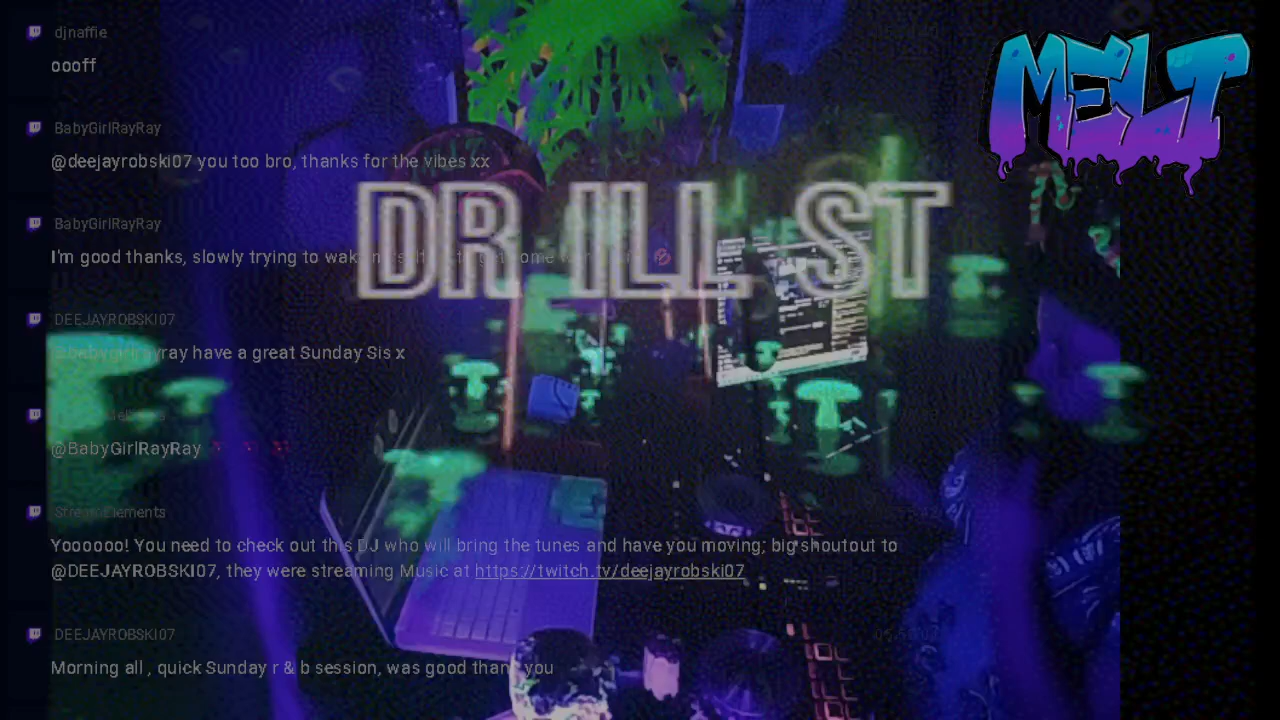 djnaffie
oooff
MELT
BabyGirlRayRay
@deejayrobski07 you too bro, thanks for the vibes xx
DR ILL ST
BabyGirlRayRay
I'm good thanks, slowly trying to
DEEJAYROBSKI07
@babygirlrayray have a great Sunday Sis x
@BabyGirlRayRay
StreamElements
Yoooooo! You need to check out this DJ who will bring the tunes and have you moving; big shoutout to
@DEEJAYROBSKI07, they were streaming Music at https://twitch.tv/deejayrobski07
DEEJAYROBSKI07
Morning all , quick Sunday r & b session, was good thank you